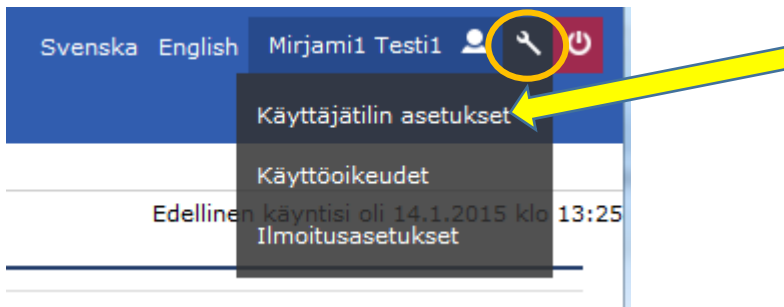 Svenska English Mirjami1 Testi1
Käyttäjätilin asetukset
Käyttöoikeudet
Edellinen käyntisi oli 14.1.2015 klo 13:25
Ilmoitusasetukset